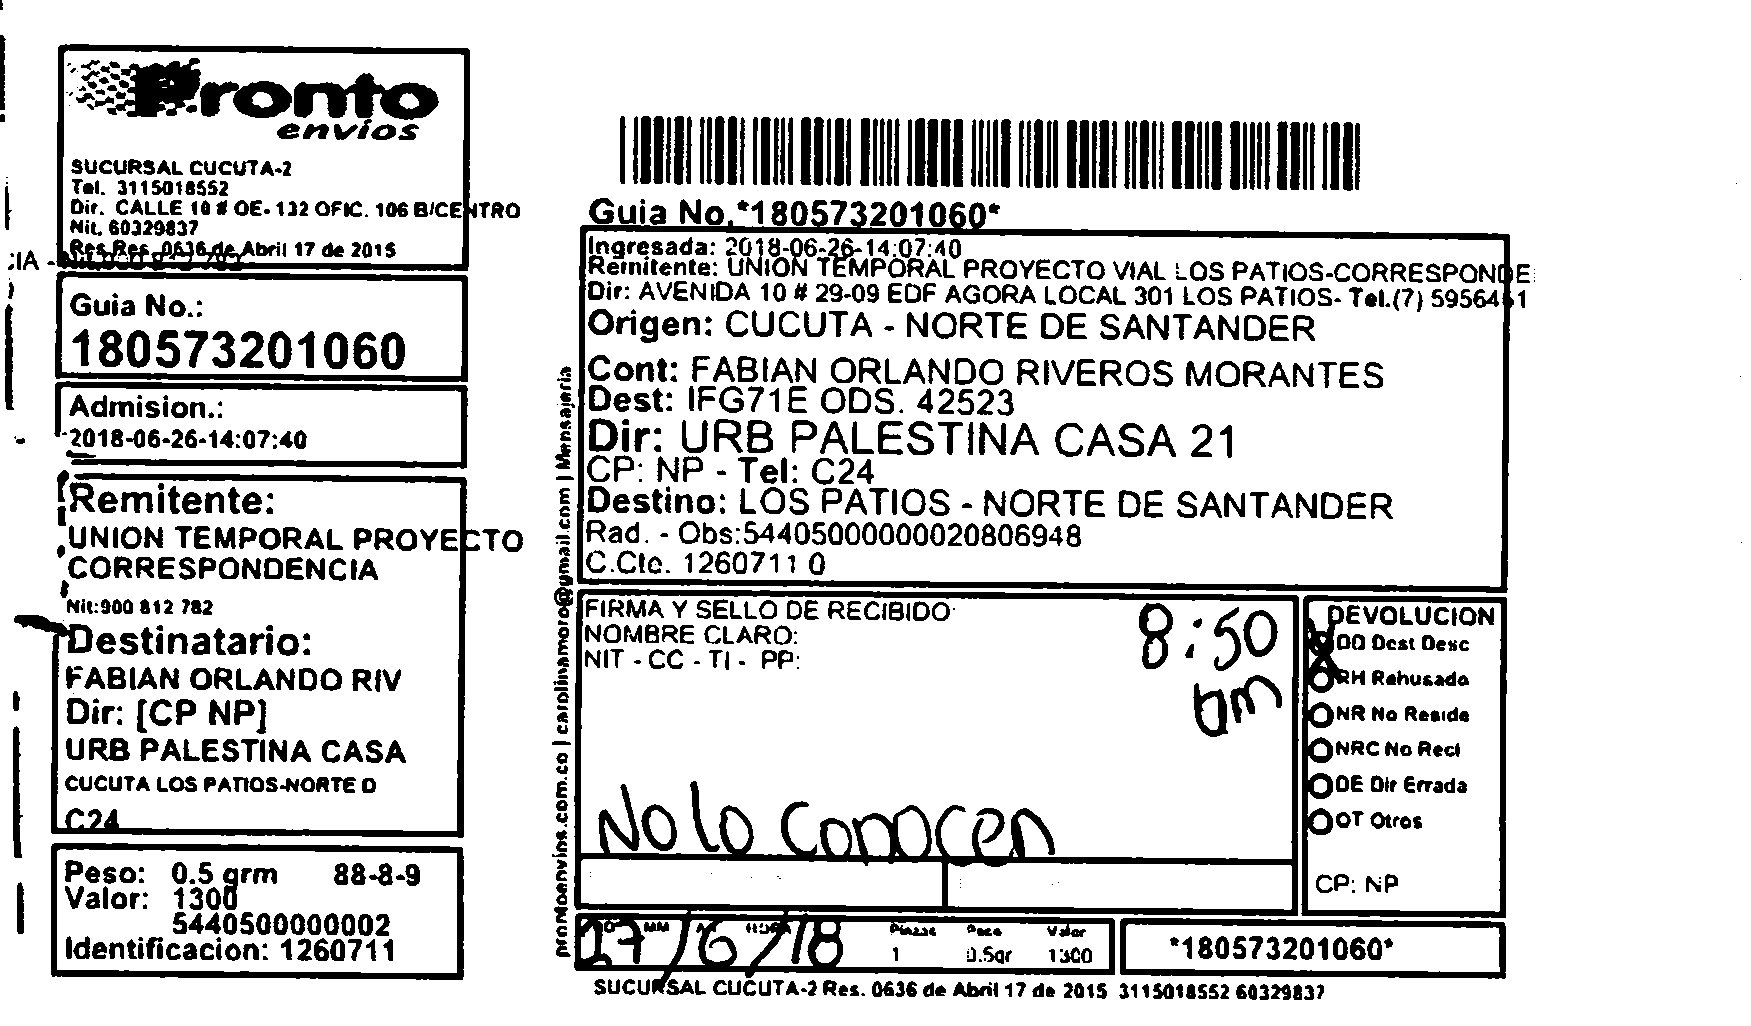 Pronto
envíos
SUCURSAL CUCUTA-2
Tel. 3115018552
Dir. CALLE 10 # OE-132 OFIC. 106 B/CENTRO
Nit. 60329837
Res.Res. 0636 de Abril 17 de 2015
Guia No.:
180573201060
Admision.:
2018-06-26-14:07:40
Remitente:
UNION TEMPORAL PROYECTO
CORRESPONDENCIA
Nit:900 812 782
Destinatario:
FABIAN ORLANDO RIV
Dir: [CP NP]
URB PALESTINA CASA
CUCUTA LOS PATIOS-NORTE D
C24
Peso: 0.5 grm 88-8-9
Valor: 1300
5440500000002
Identificacion: 1260711
prontoenvios.com.co | carolinamoro@gmail.com | Mensajeria
Guia No.*180573201060*
Ingresada: 2018-06-26-14:07:40
Remitente: UNION TEMPORAL PROYECTO VIAL LOS PATIOS-CORRESPONDE
Dir: AVENIDA 10 # 29-09 EDF AGORA LOCAL 301 LOS PATIOS- Tel.(7) 5956461
Origen: CUCUTA - NORTE DE SANTANDER
Cont: FABIAN ORLANDO RIVEROS MORANTES
Dest: IFG71E ODS. 42523
Dir: URB PALESTINA CASA 21
CP: NP - Tel: C24
Destino: LOS PATIOS - NORTE DE SANTANDER
Rad. - Obs:54405000000020806948
C.Cto. 1260711 0
FIRMA Y SELLO DE RECIBIDO
NOMBRE CLARO:
NIT - CC - TI - PP:
8:50
am
No lo conocen
DEVOLUCION
DD Dest Desc
RH Rehusado
NR No Reside
NRC No Recl
DE Dir Errada
OT Otros
CP: NP
MM HORA Piezas Peso Valor
27/6/18 1 0.5gr 1300
*180573201060*
SUCURSAL CUCUTA-2 Res. 0636 de Abril 17 de 2015 3115018552 60329837